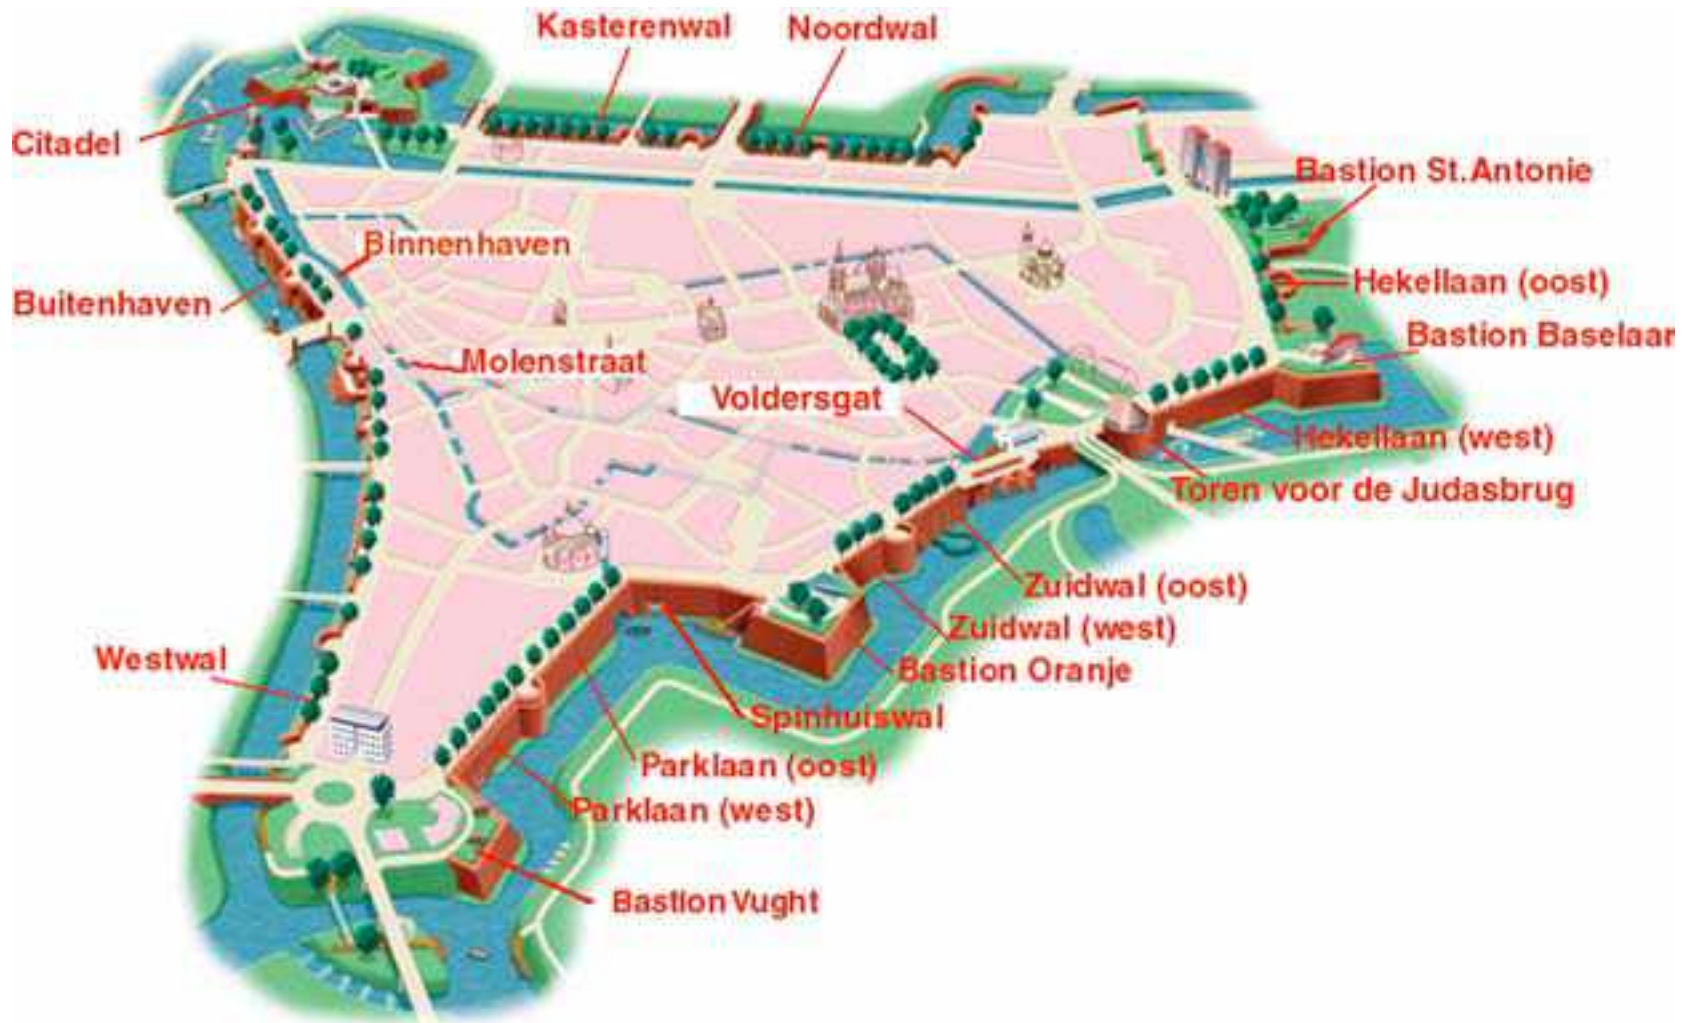 Kasterenwal
Noordwal
Citadel
Bastion St.Antonie
Binnenhaven
Hekellaan (oost)
Buitenhaven
Bastion Baselaar
Molenstraat
Voldersgat
Hekellaan (west)
Toren voor de Judasbrug
Zuidwal (oost)
Zuidwal (west)
Westwal
Bastion Oranje
Spinhuiswal
Parklaan (oost)
Parklaan (west)
Bastion Vught